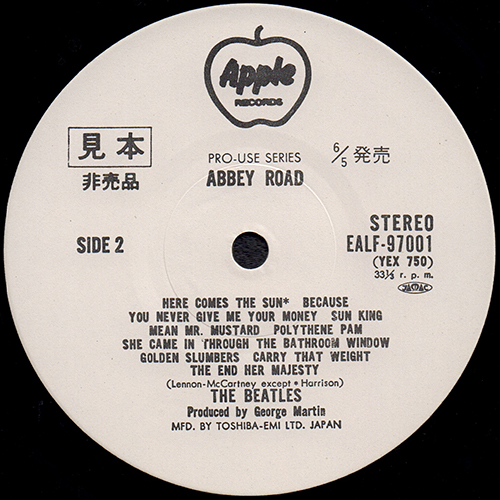 Apple
RECORDS
見本
非売品
PRO-USE SERIES
ABBEY ROAD
6/5 発売
SIDE 2
STEREO
EALF-97001
(YEX 750)
33⅓ r. p. m.
JASRAC
HERE COMES THE SUN* BECAUSE
YOU NEVER GIVE ME YOUR MONEY SUN KING
MEAN MR. MUSTARD POLYTHENE PAM
SHE CAME IN THROUGH THE BATHROOM WINDOW
GOLDEN SLUMBERS CARRY THAT WEIGHT
THE END HER MAJESTY
(Lennon-McCartney except * Harrison)
THE BEATLES
Produced by George Martin
MFD. BY TOSHIBA-EMI LTD. JAPAN